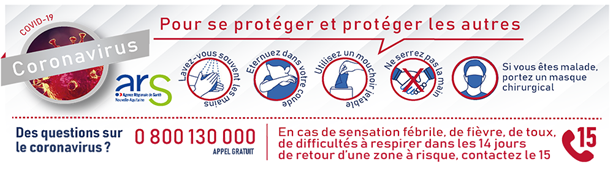 COVID-19
Coronavirus
Pour se protéger et protéger les autres
ars
Agence Régionale de Santé
Nouvelle-Aquitaine
Lavez-vous souvent les mains
Eternuez dans votre coude
Utilisez un mouchoir jetable
Ne serrez pas la main
Si vous êtes malade,
portez un masque
chirurgical
Des questions sur
le coronavirus ?
0 800 130 000
APPEL GRATUIT
En cas de sensation fébrile, de fièvre, de toux,
de difficultés à respirer dans les 14 jours
de retour d'une zone à risque, contactez le 15
15